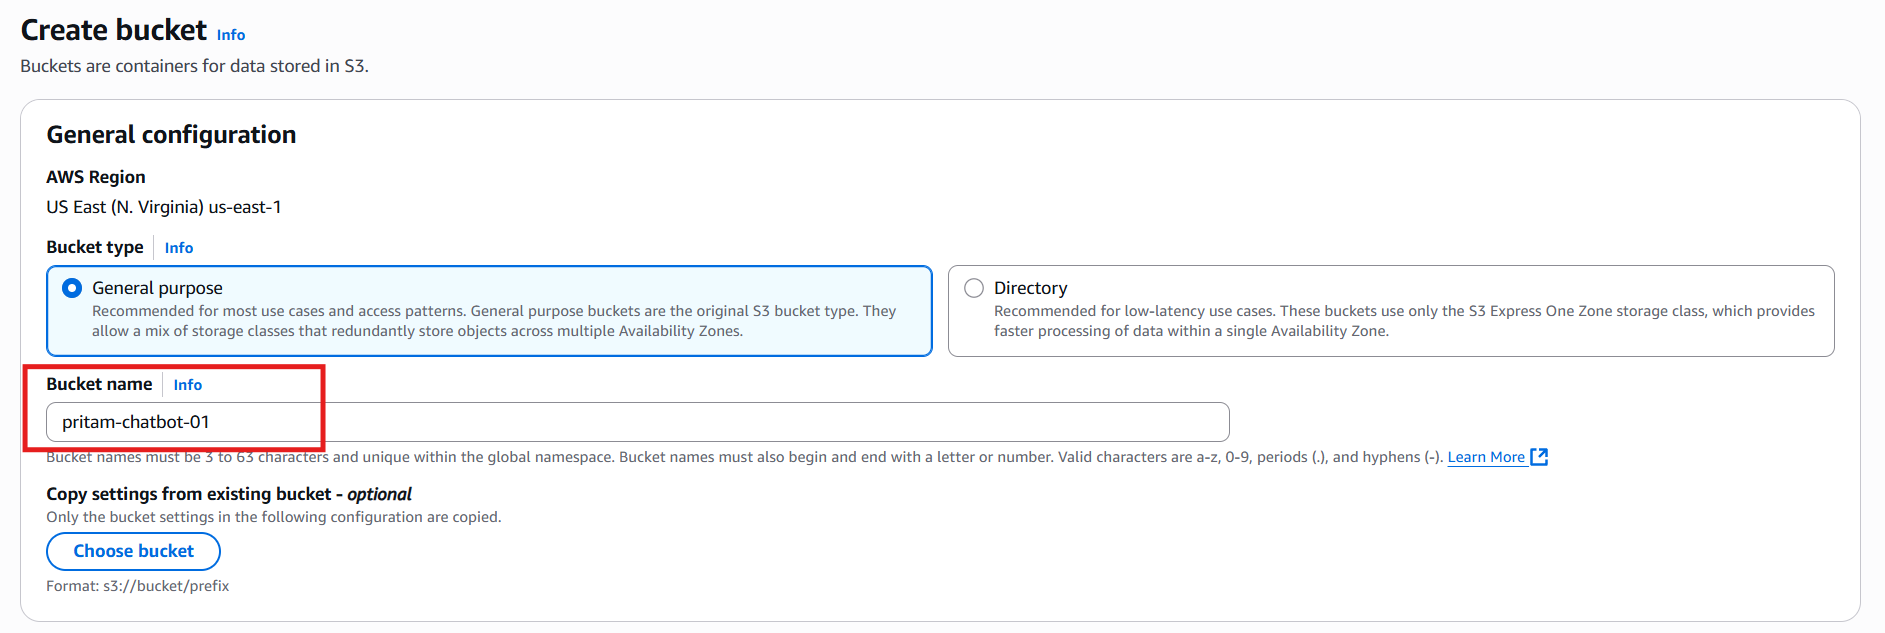 Create bucket Info
Buckets are containers for data stored in S3.
General configuration
AWS Region
US East (N. Virginia) us-east-1
Bucket type Info
General purpose
Recommended for most use cases and access patterns. General purpose buckets are the original S3 bucket type. They
allow a mix of storage classes that redundantly store objects across multiple Availability Zones.
Directory
Recommended for low-latency use cases. These buckets use only the S3 Express One Zone storage class, which provides
faster processing of data within a single Availability Zone.
Bucket name Info
pritam-chatbot-01
Bucket names must be 3 to 63 characters and unique within the global namespace. Bucket names must also begin and end with a letter or number. Valid characters are a-z, 0-9, periods (.), and hyphens (-). Learn More
Copy settings from existing bucket - optional
Only the bucket settings in the following configuration are copied.
Choose bucket
Format: s3://bucket/prefix